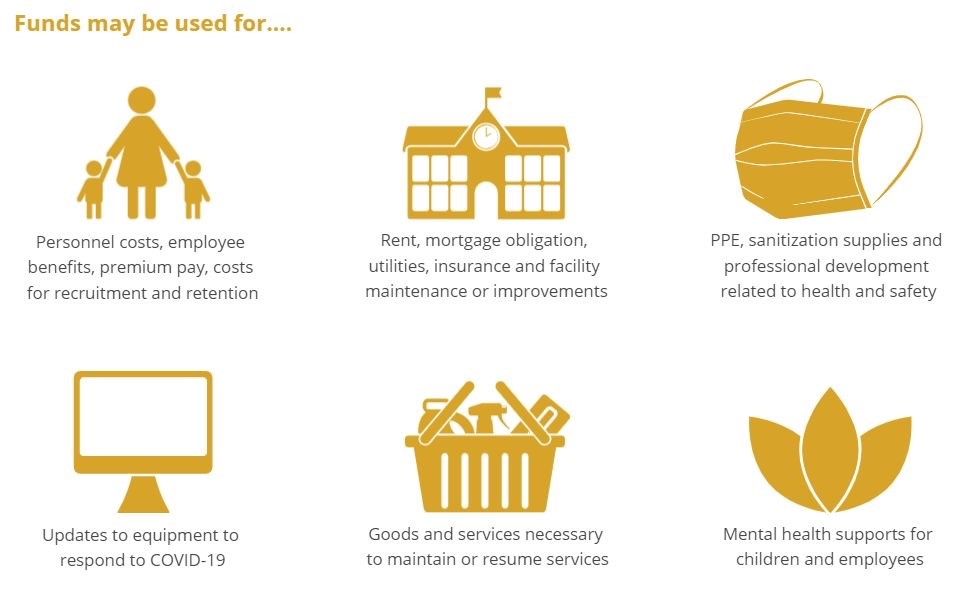 Funds may be used for....
Personnel costs, employee
benefits, premium pay, costs
for recruitment and retention
Rent, mortgage obligation,
utilities, insurance and facility
maintenance or improvements
PPE, sanitization supplies and
professional development
related to health and safety
Updates to equipment to
respond to COVID-19
Goods and services necessary
to maintain or resume services
Mental health supports for
children and employees